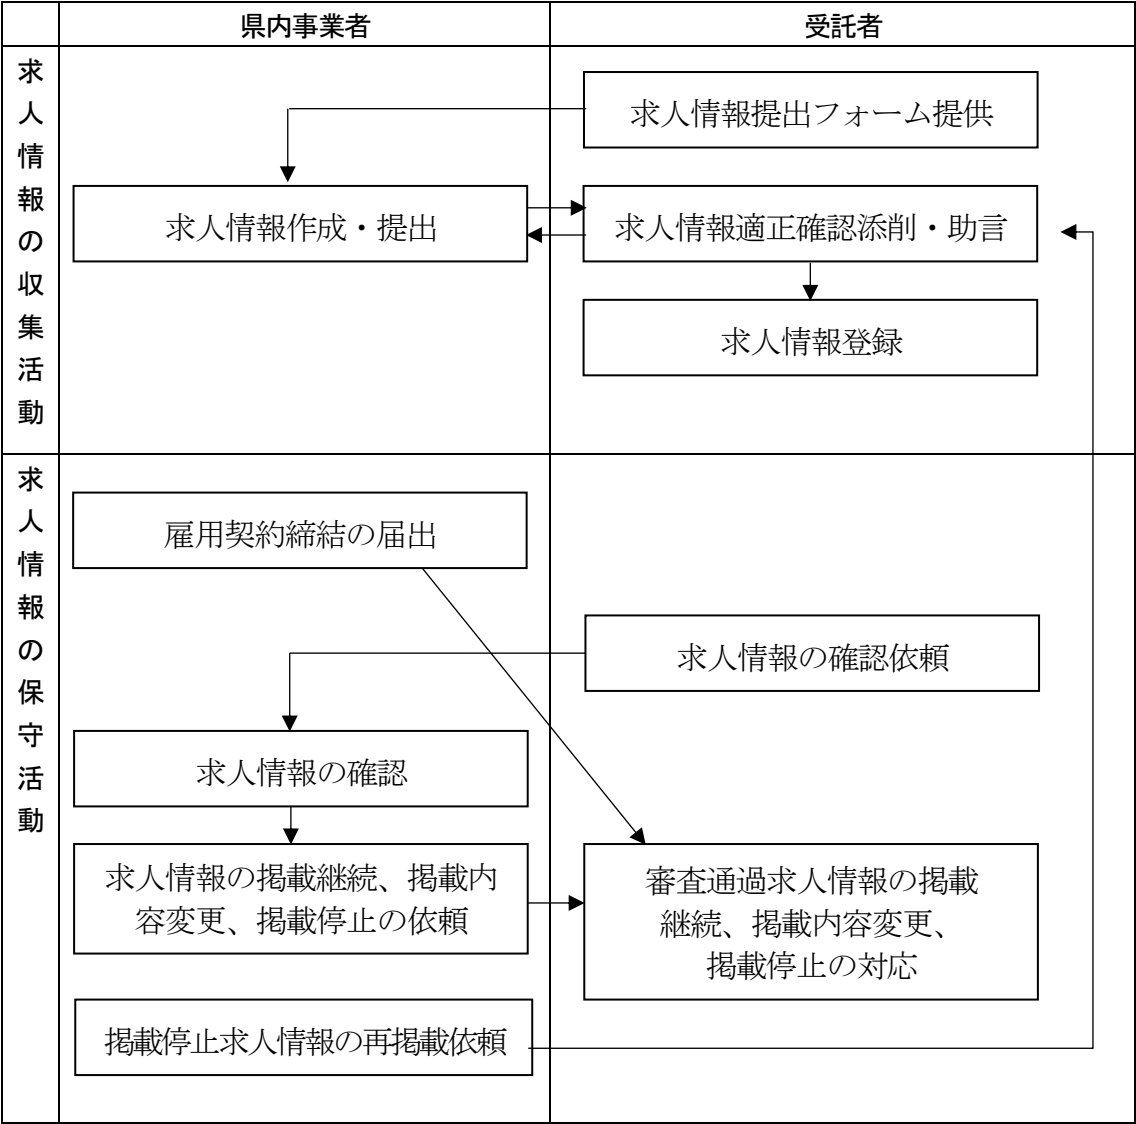 県内事業者
受託者
求人情報の収集活動
求人情報提出フォーム提供
求人情報作成・提出
求人情報適正確認添削・助言
求人情報登録
求人情報の保守活動
雇用契約締結の届出
求人情報の確認依頼
求人情報の確認
求人情報の掲載継続、掲載内
容変更、掲載停止の依頼
審査通過求人情報の掲載
継続、掲載内容変更、
掲載停止の対応
掲載停止求人情報の再掲載依頼